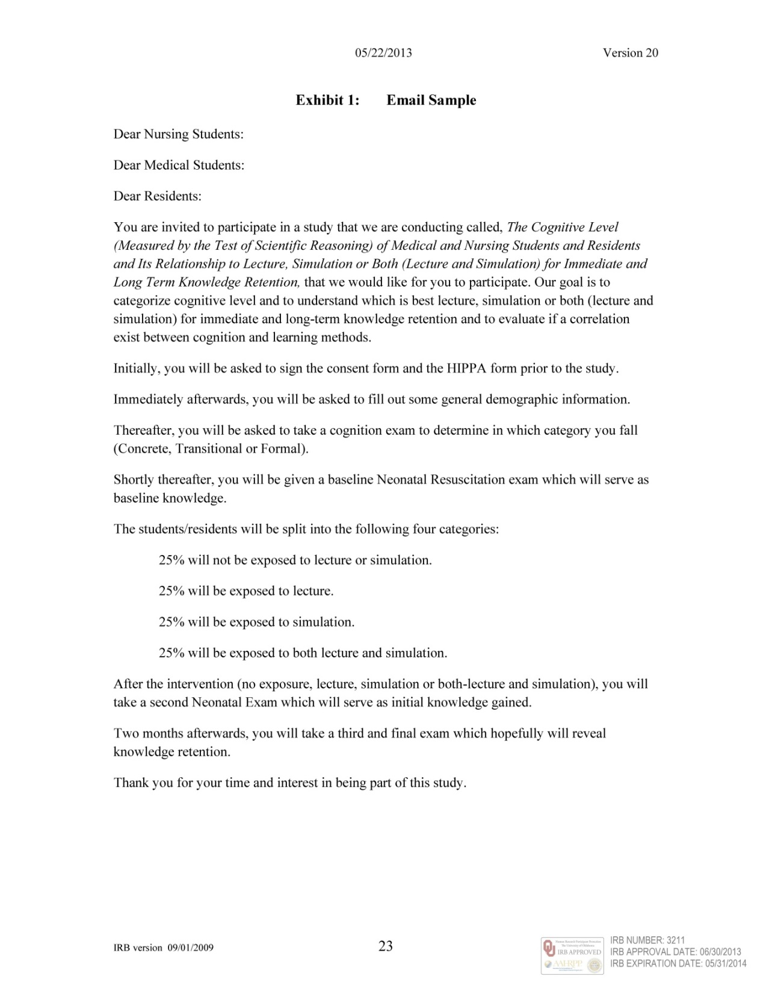 05/22/2013 Version 20
Exhibit 1: Email Sample
Dear Nursing Students:
Dear Medical Students:
Dear Residents:
You are invited to participate in a study that we are conducting called, The Cognitive Level
(Measured by the Test of Scientific Reasoning) of Medical and Nursing Students and Residents
and Its Relationship to Lecture, Simulation or Both (Lecture and Simulation) for Immediate and
Long Term Knowledge Retention, that we would like for you to participate. Our goal is to
categorize cognitive level and to understand which is best lecture, simulation or both (lecture and
simulation) for immediate and long-term knowledge retention and to evaluate if a correlation
exist between cognition and learning methods.
Initially, you will be asked to sign the consent form and the HIPPA form prior to the study.
Immediately afterwards, you will be asked to fill out some general demographic information.
Thereafter, you will be asked to take a cognition exam to determine in which category you fall
(Concrete, Transitional or Formal).
Shortly thereafter, you will be given a baseline Neonatal Resuscitation exam which will serve as
baseline knowledge.
The students/residents will be split into the following four categories:
25% will not be exposed to lecture or simulation.
25% will be exposed to lecture.
25% will be exposed to simulation.
25% will be exposed to both lecture and simulation.
After the intervention (no exposure, lecture, simulation or both-lecture and simulation), you will
take a second Neonatal Exam which will serve as initial knowledge gained.
Two months afterwards, you will take a third and final exam which hopefully will reveal
knowledge retention.
Thank you for your time and interest in being part of this study.
IRB version 09/01/2009
23
Human Research Participant Protection
The University of Oklahoma
IRB APPROVED
AAHRPP
IRB NUMBER: 3211
IRB APPROVAL DATE: 06/30/2013
IRB EXPIRATION DATE: 05/31/2014